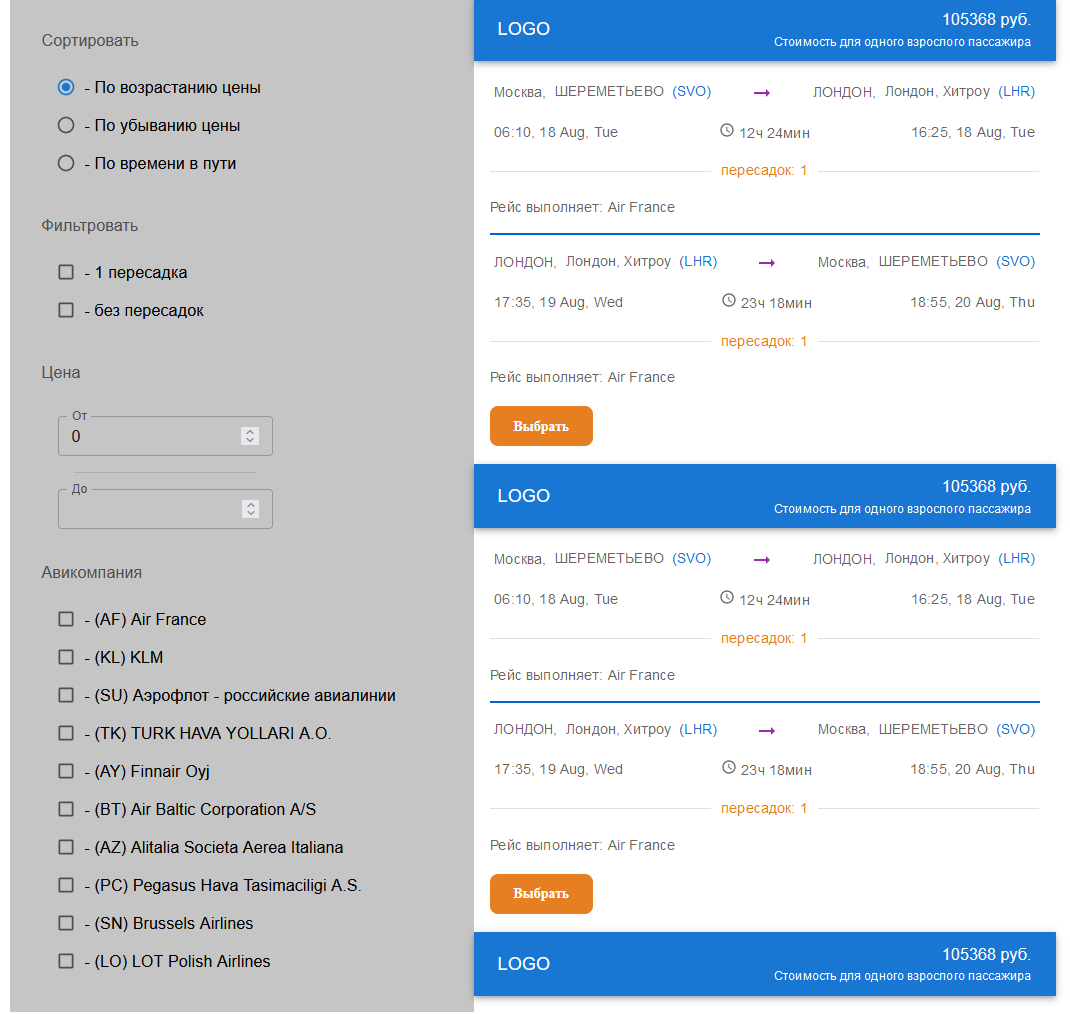 Сортировать
- По возрастанию цены
- По убыванию цены
- По времени в пути
Фильтровать
- 1 пересадка
- без пересадок
Цена
От
0
До
Авикомпания
- (AF) Air France
- (KL) KLM
- (SU) Аэрофлот - российские авиалинии
- (TK) TURK HAVA YOLLARI A.O.
- (AY) Finnair Oyj
- (BT) Air Baltic Corporation A/S
- (AZ) Alitalia Societa Aerea Italiana
- (PC) Pegasus Hava Tasimaciligi A.S.
- (SN) Brussels Airlines
- (LO) LOT Polish Airlines
LOGO 105368 руб.
Стоимость для одного взрослого пассажира
Москва, ШЕРЕМЕТЬЕВО (SVO) → ЛОНДОН, Лондон, Хитроу (LHR)
06:10, 18 Aug, Tue 12ч 24мин 16:25, 18 Aug, Tue
пересадок: 1
Рейс выполняет: Air France
ЛОНДОН, Лондон, Хитроу (LHR) → Москва, ШЕРЕМЕТЬЕВО (SVO)
17:35, 19 Aug, Wed 23ч 18мин 18:55, 20 Aug, Thu
пересадок: 1
Рейс выполняет: Air France
Выбрать
LOGO 105368 руб.
Стоимость для одного взрослого пассажира
Москва, ШЕРЕМЕТЬЕВО (SVO) → ЛОНДОН, Лондон, Хитроу (LHR)
06:10, 18 Aug, Tue 12ч 24мин 16:25, 18 Aug, Tue
пересадок: 1
Рейс выполняет: Air France
ЛОНДОН, Лондон, Хитроу (LHR) → Москва, ШЕРЕМЕТЬЕВО (SVO)
17:35, 19 Aug, Wed 23ч 18мин 18:55, 20 Aug, Thu
пересадок: 1
Рейс выполняет: Air France
Выбрать
LOGO 105368 руб.
Стоимость для одного взрослого пассажира